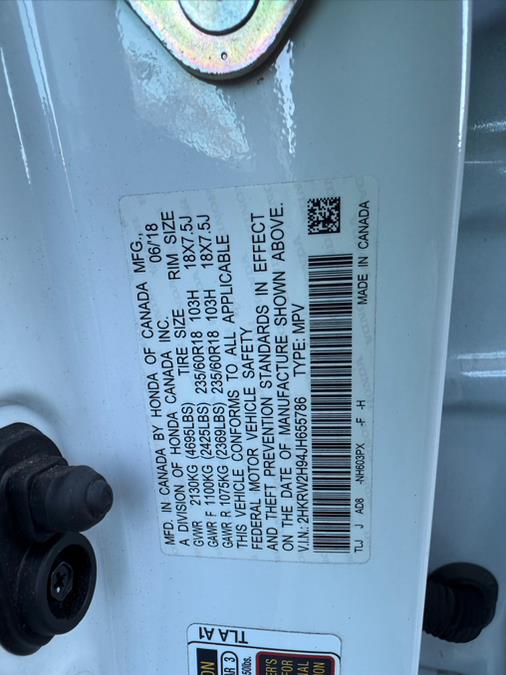 MFD. IN CANADA BY HONDA OF CANADA MFG.,
A DIVISION OF HONDA CANADA INC. 06/18
TIRE SIZE RIM SIZE
GVWR 2130KG (4695LBS)
GAWR F 1100KG (2425LBS) 235/60R18 103H 18X7.5J
GAWR R 1075KG (2369LBS) 235/60R18 103H 18X7.5J
THIS VEHICLE CONFORMS TO ALL APPLICABLE
FEDERAL MOTOR VEHICLE SAFETY
AND THEFT PREVENTION STANDARDS IN EFFECT
ON THE DATE OF MANUFACTURE SHOWN ABOVE.
V.I.N.: 2HKRW2H94JH655786 TYPE: MPV
TLJ J AD8 -NH603PX -F -H MADE IN CANADA
TLA A1